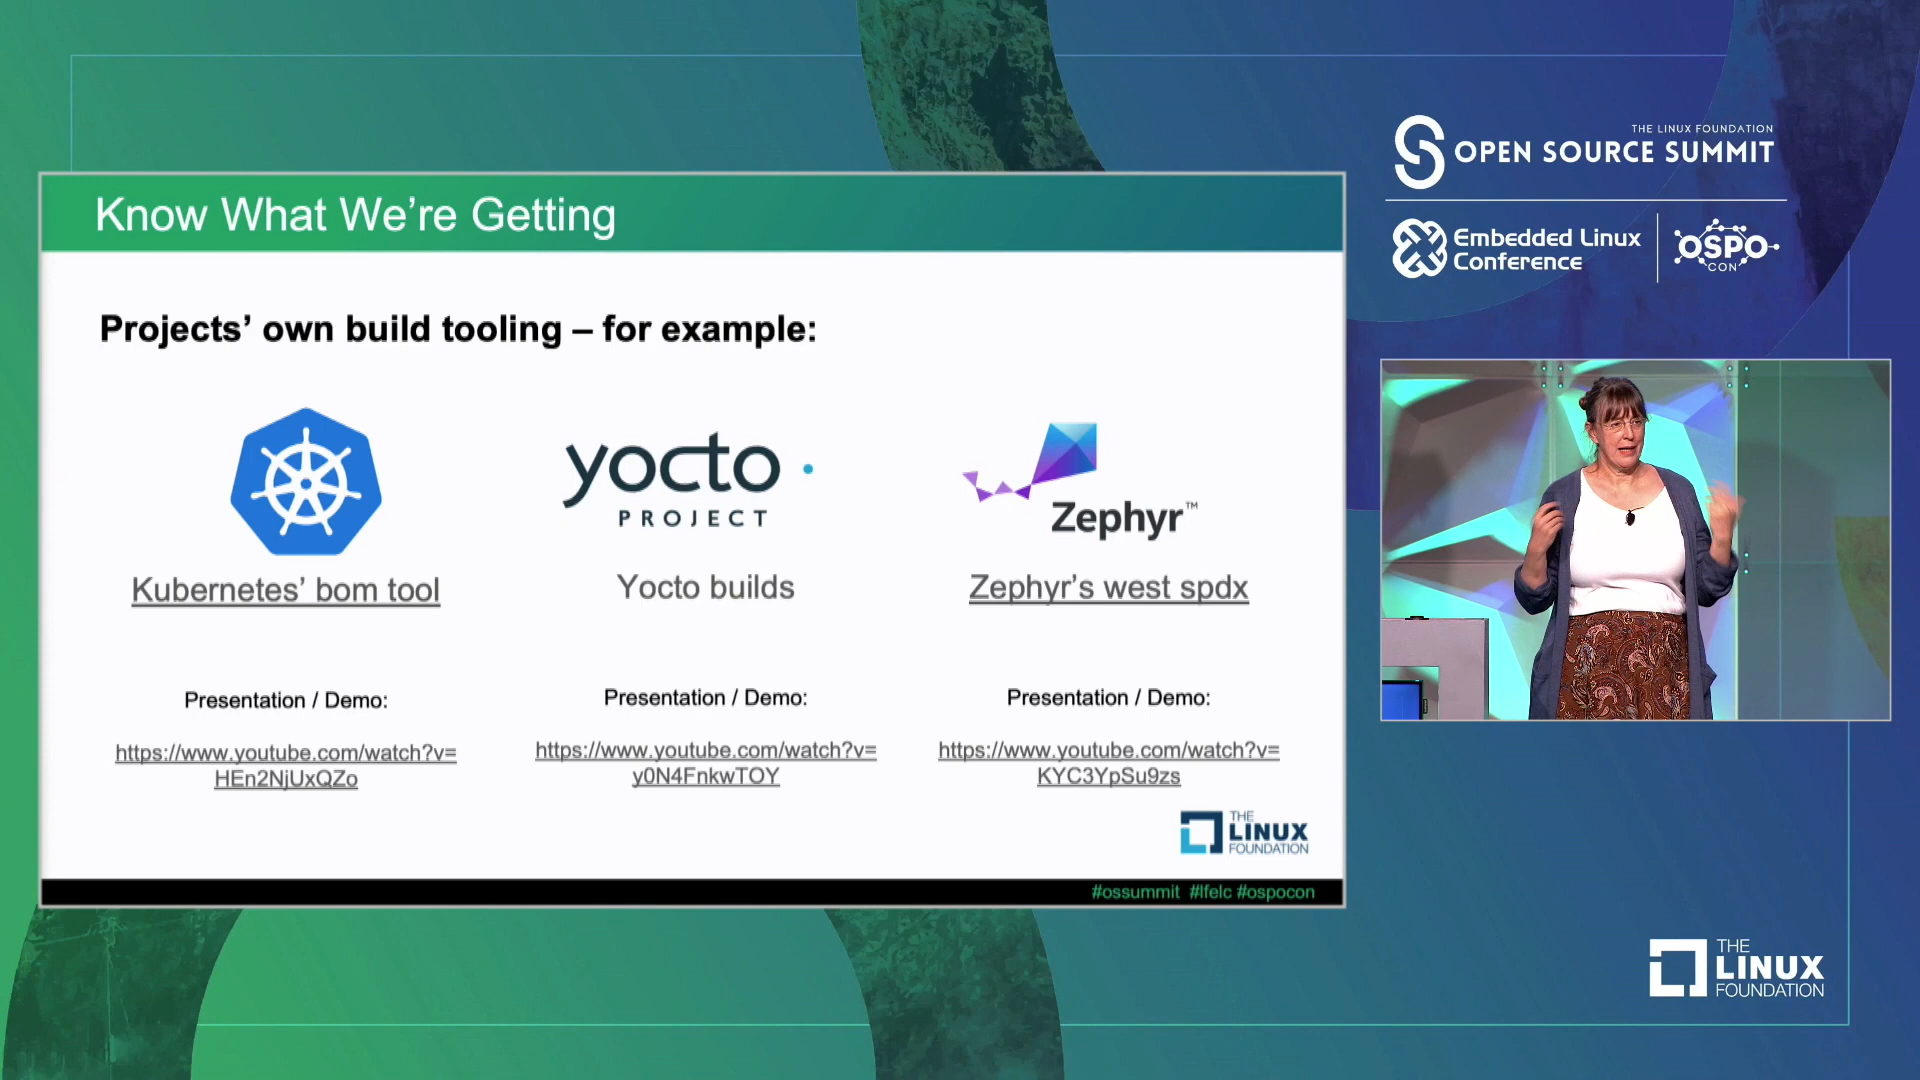 THE LINUX FOUNDATION
OPEN SOURCE SUMMIT
Embedded Linux
Conference
OSPO
CON
Know What We're Getting
Projects' own build tooling – for example:
yocto
PROJECT
Zephyr™
Kubernetes' bom tool
Yocto builds
Zephyr's west spdx
Presentation / Demo:
Presentation / Demo:
Presentation / Demo:
https://www.youtube.com/watch?v=
HEn2NjUxQZo
https://www.youtube.com/watch?v=
y0N4FnkwTOY
https://www.youtube.com/watch?v=
KYC3YpSu9zs
THE
LINUX
FOUNDATION
#ossummit #lfelc #ospocon
THE
LINUX
FOUNDATION